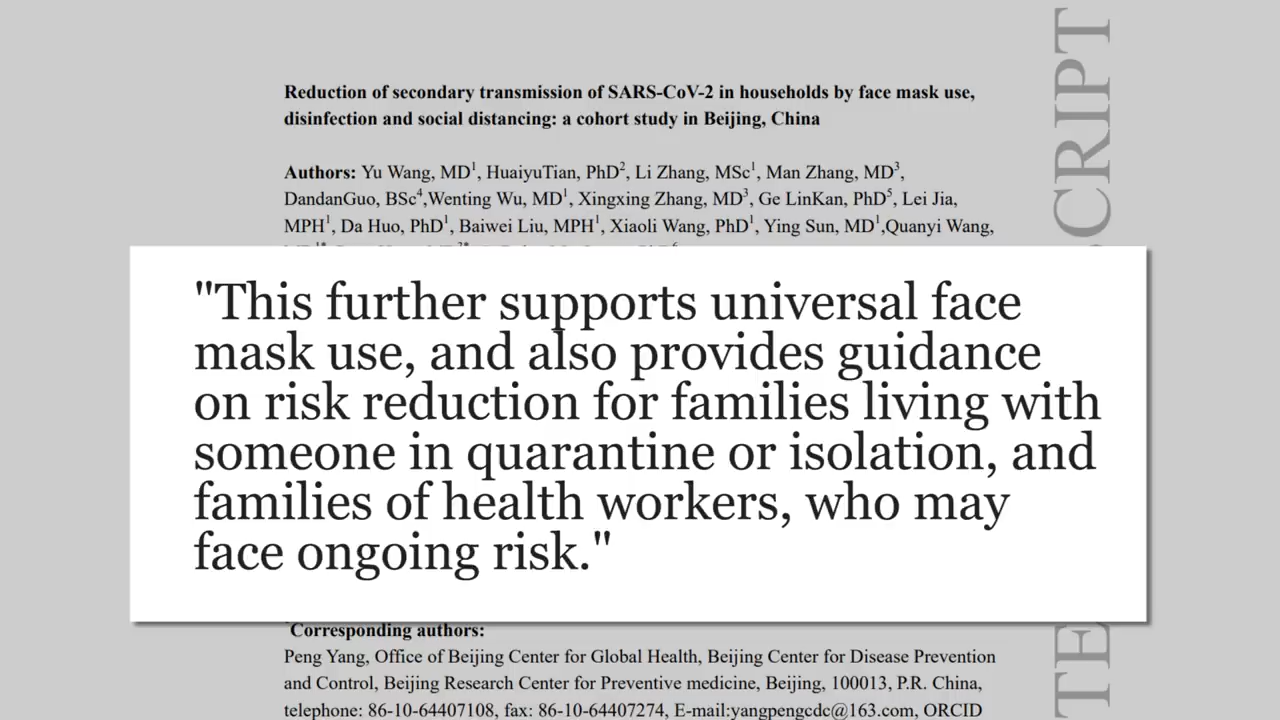 Reduction of secondary transmission of SARS-CoV-2 in households by face mask use,
disinfection and social distancing: a cohort study in Beijing, China
Authors: Yu Wang, MD1, HuaiyuTian, PhD2, Li Zhang, MSc1, Man Zhang, MD3,
DandanGuo, BSc4,Wenting Wu, MD1, Xingxing Zhang, MD3, Ge LinKan, PhD5, Lei Jia,
MPH1, Da Huo, PhD1, Baiwei Liu, MPH1, Xiaoli Wang, PhD1, Ying Sun, MD1,Quanyi Wang,
"This further supports universal face
mask use, and also provides guidance
on risk reduction for families living with
someone in quarantine or isolation, and
families of health workers, who may
face ongoing risk."
*Corresponding authors:
Peng Yang, Office of Beijing Center for Global Health, Beijing Center for Disease Prevention
and Control, Beijing Research Center for Preventive medicine, Beijing, 100013, P.R. China,
telephone: 86-10-64407108, fax: 86-10-64407274, E-mail:yangpengcdc@163.com, ORCID
TE
CRIPT